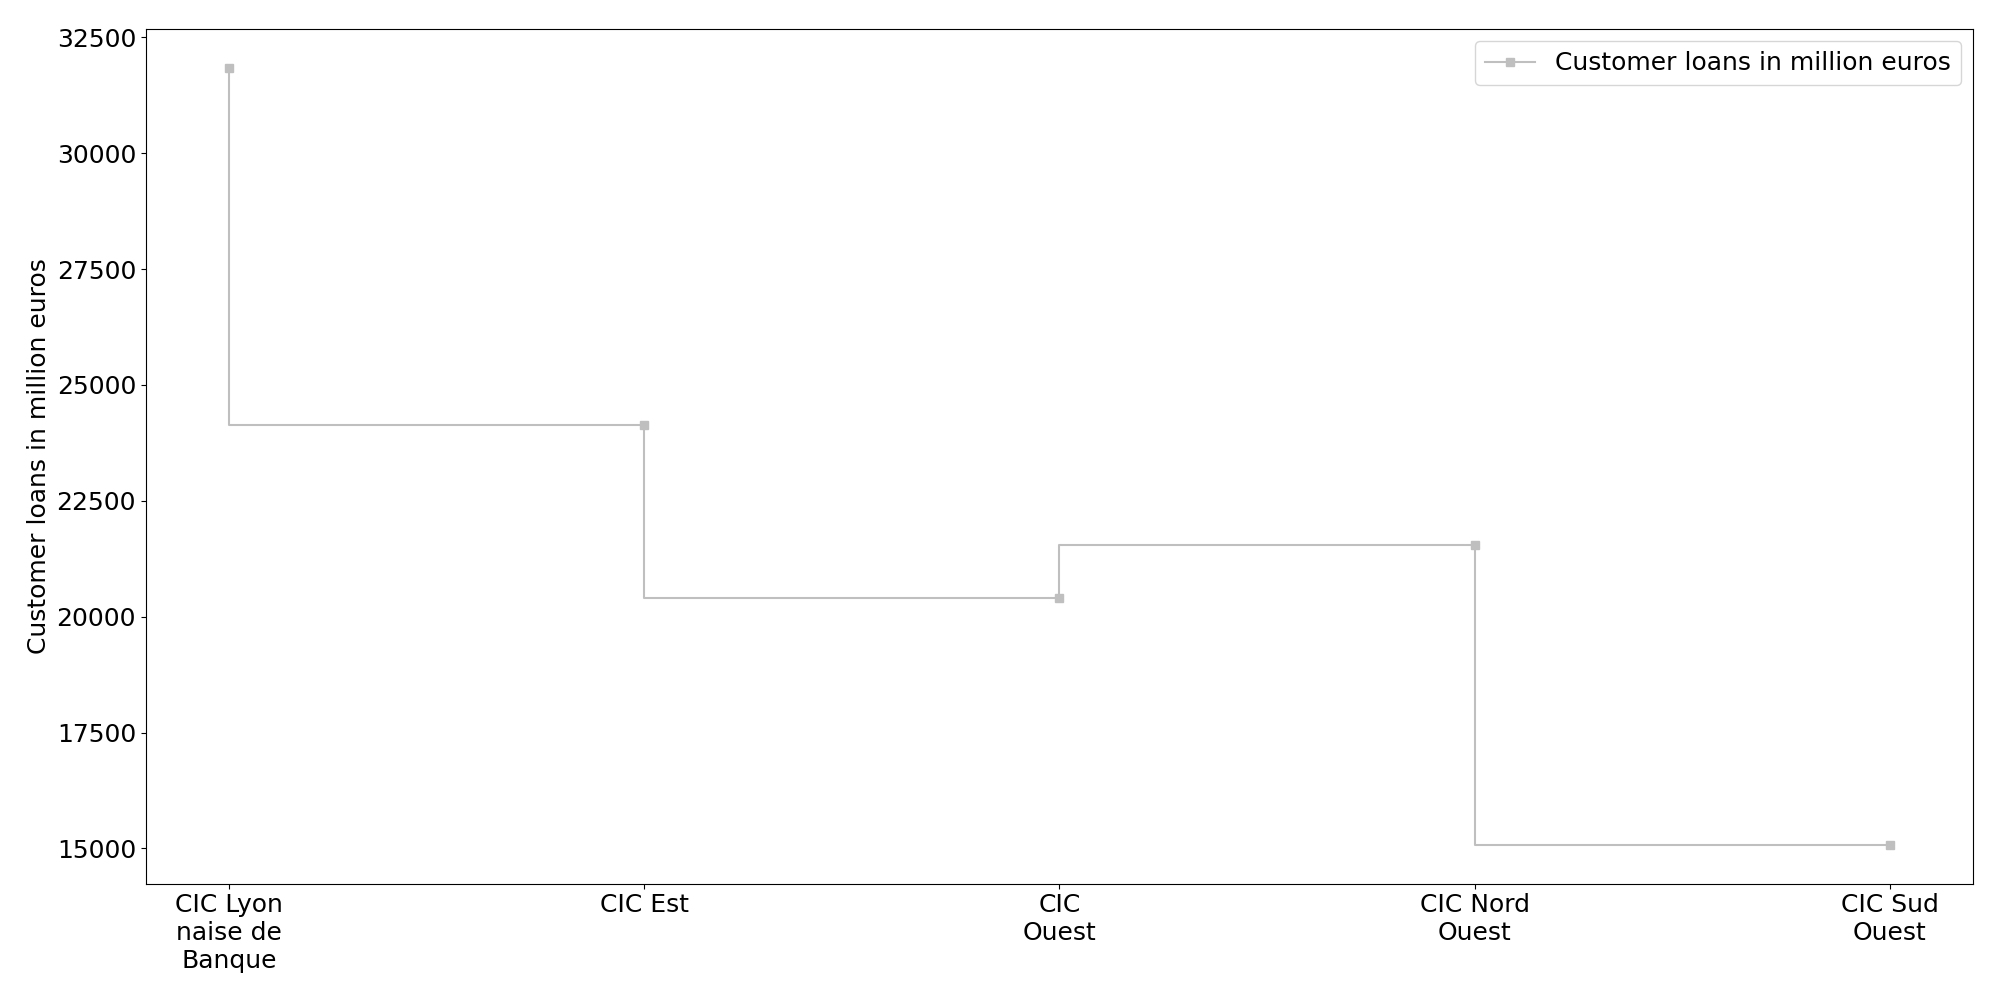 32500
30000
27500
25000
22500
20000
17500
15000
Customer loans in million euros
Customer loans in million euros
CIC Lyon
naise de
Banque
CIC Est
CIC
Ouest
CIC Nord
Ouest
CIC Sud
Ouest